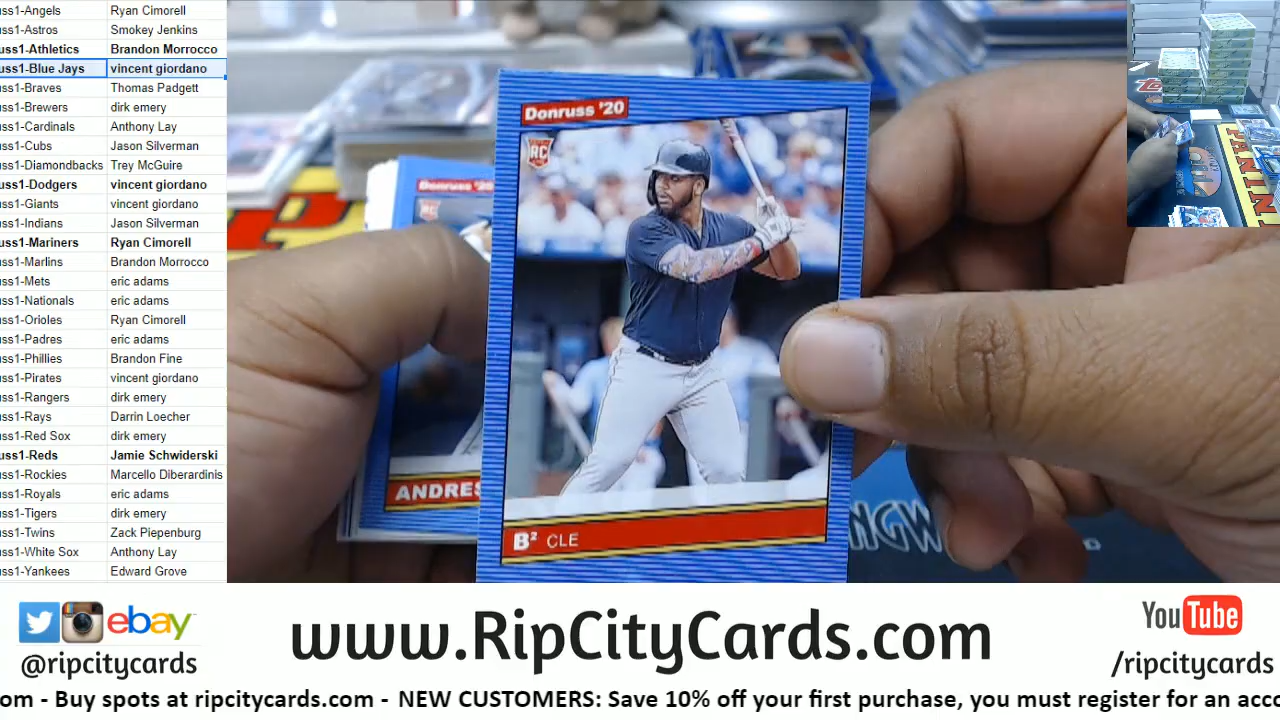 uss1-Angels Ryan Cimorell
uss1-Astros Smokey Jenkins
uss1-Athletics Brandon Morrocco
uss1-Blue Jays vincent giordano
uss1-Braves Thomas Padgett
uss1-Brewers dirk emery
uss1-Cardinals Anthony Lay
uss1-Cubs Jason Silverman
uss1-Diamondbacks Trey McGuire
uss1-Dodgers vincent giordano
uss1-Giants vincent giordano
uss1-Indians Jason Silverman
uss1-Mariners Ryan Cimorell
uss1-Marlins Brandon Morrocco
uss1-Mets eric adams
uss1-Nationals eric adams
uss1-Orioles Ryan Cimorell
uss1-Padres eric adams
uss1-Phillies Brandon Fine
uss1-Pirates vincent giordano
uss1-Rangers dirk emery
uss1-Rays Darrin Loecher
uss1-Red Sox dirk emery
uss1-Reds Jamie Schwiderski
uss1-Rockies Marcello Diberardinis
uss1-Royals eric adams
uss1-Tigers dirk emery
uss1-Twins Zack Piepenburg
uss1-White Sox Anthony Lay
uss1-Yankees Edward Grove
Donruss '20
RC
B² CLE
Donruss '20
RC
ANDRES
NGW
PANINI
ebay
@ripcitycards
www.RipCityCards.com
YouTube
/ripcitycards
om - Buy spots at ripcitycards.com - NEW CUSTOMERS: Save 10% off your first purchase, you must register for an acco